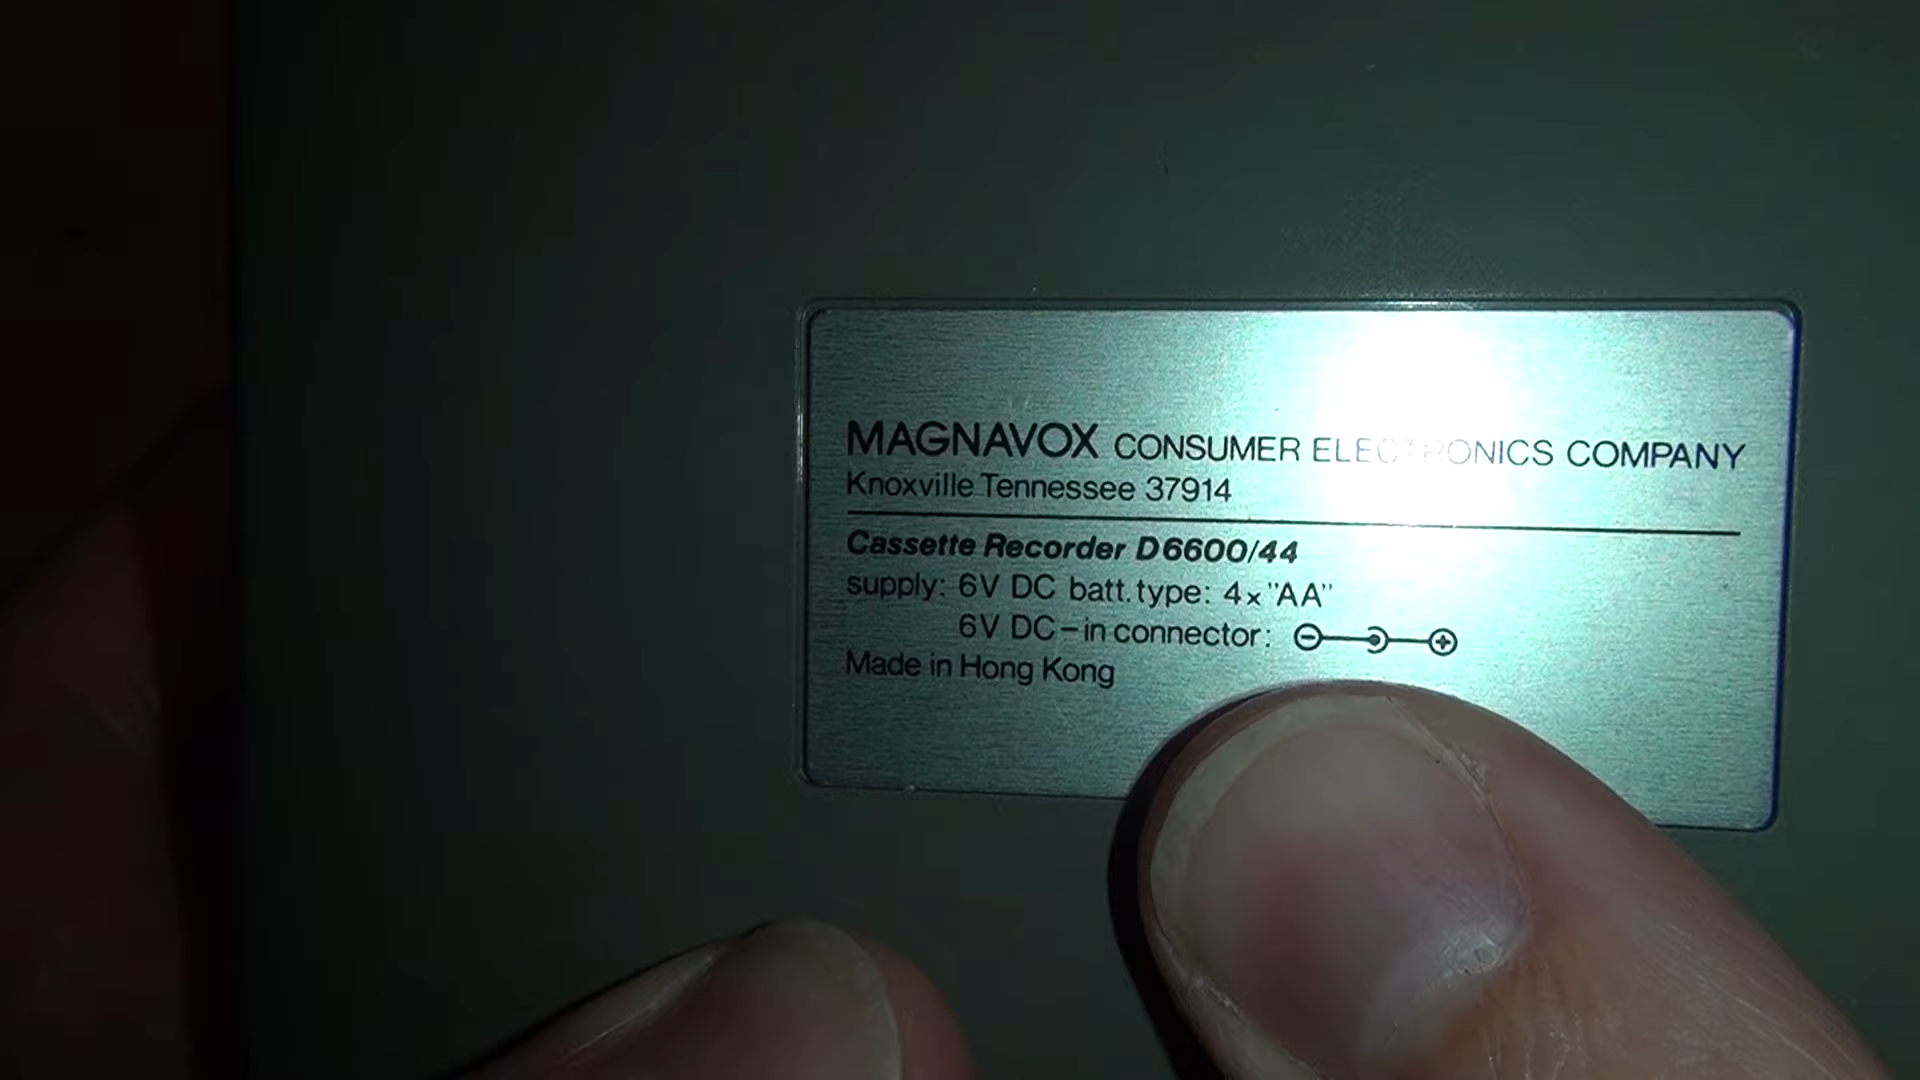 MAGNAVOX CONSUMER ELECTRONICS COMPANY
Knoxville Tennessee 37914
Cassette Recorder D6600/44
supply: 6V DC batt. type: 4x "AA"
6V DC-in connector:
Made in Hong Kong